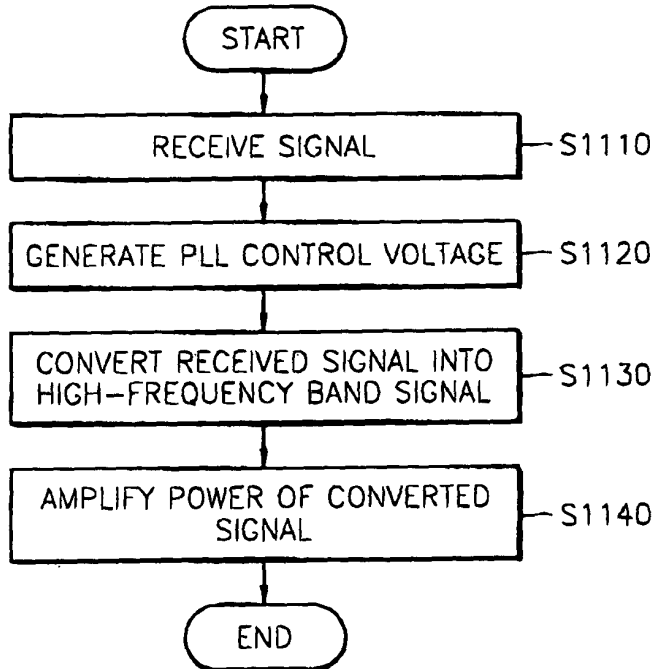 START
RECEIVE SIGNAL
S1110
GENERATE PLL CONTROL VOLTAGE
S1120
CONVERT RECEIVED SIGNAL INTO
HIGH-FREQUENCY BAND SIGNAL
S1130
AMPLIFY POWER OF CONVERTED
SIGNAL
S1140
END